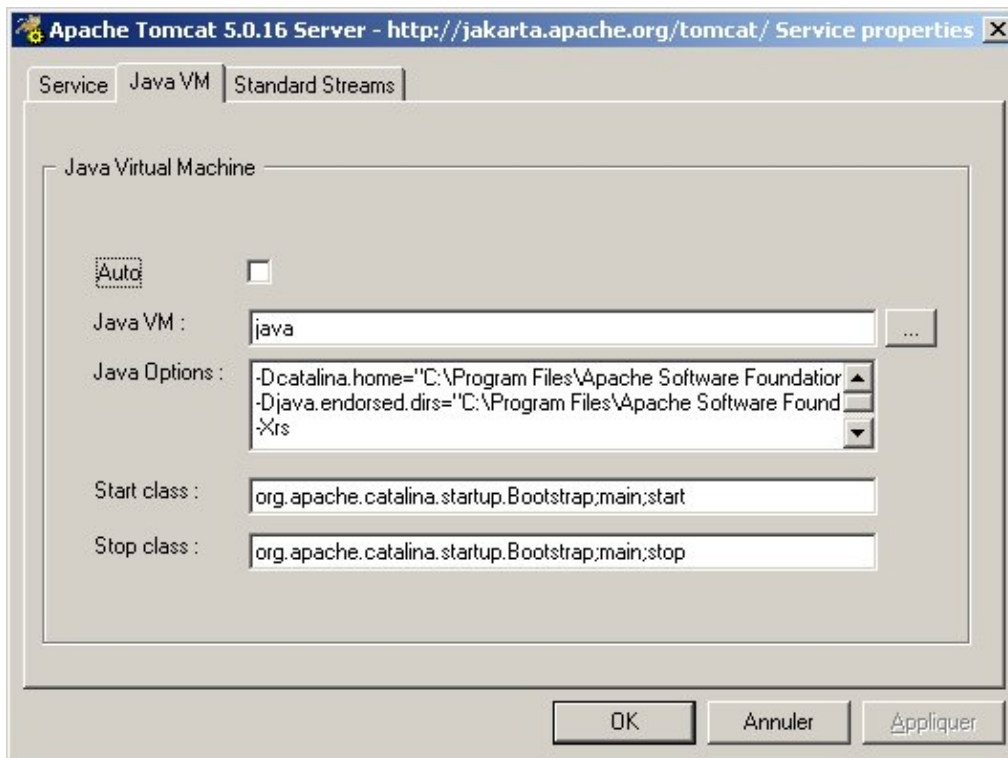 Apache Tomcat 5.0.16 Server - http://jakarta.apache.org/tomcat/ Service properties
Service Java VM Standard Streams
Java Virtual Machine
Auto
Java VM : java ...
Java Options : -Dcatalina.home="C:\Program Files\Apache Software Foundation
-Djava.endorsed.dirs="C:\Program Files\Apache Software Found
-Xrs
Start class : org.apache.catalina.startup.Bootstrap;main;start
Stop class : org.apache.catalina.startup.Bootstrap;main;stop
OK Annuler Appliquer